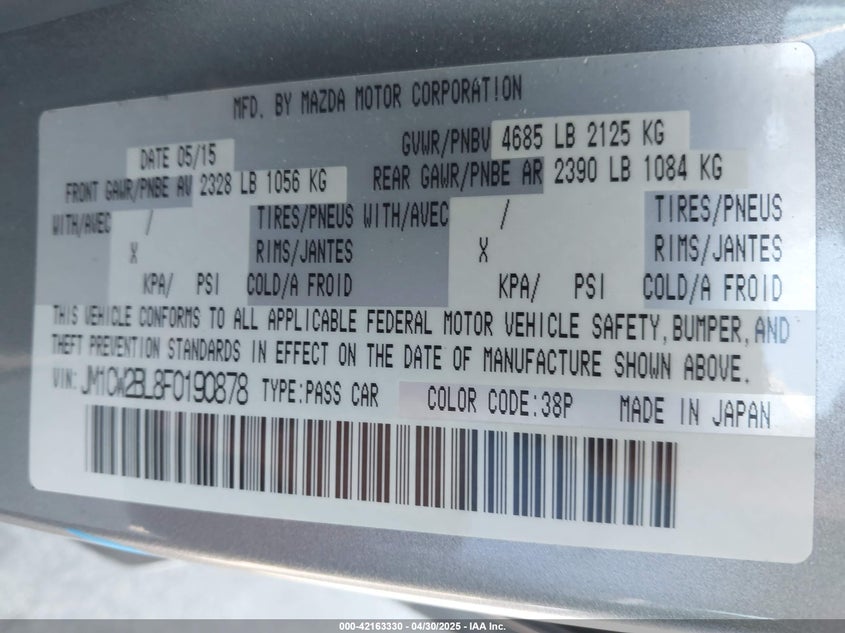 MFD. BY MAZDA MOTOR CORPORATION
DATE 05/15 GVWR/PNBV 4685 LB 2125 KG
FRONT GAWR/PNBE AV 2328 LB 1056 KG REAR GAWR/PNBE AR 2390 LB 1084 KG
WITH/AVEC / TIRES/PNEUS WITH/AVEC / TIRES/PNEUS
X RIMS/JANTES X RIMS/JANTES
KPA/ PSI COLD/A FROID KPA/ PSI COLD/A FROID
THIS VEHICLE CONFORMS TO ALL APPLICABLE FEDERAL MOTOR VEHICLE SAFETY, BUMPER, AND
THEFT PREVENTION STANDARDS IN EFFECT ON THE DATE OF MANUFACTURE SHOWN ABOVE.
VIN: JM1CW2BL8F0190878 TYPE:PASS CAR COLOR CODE:38P MADE IN JAPAN
000-42163330 - 04/30/2025 - IAA Inc.